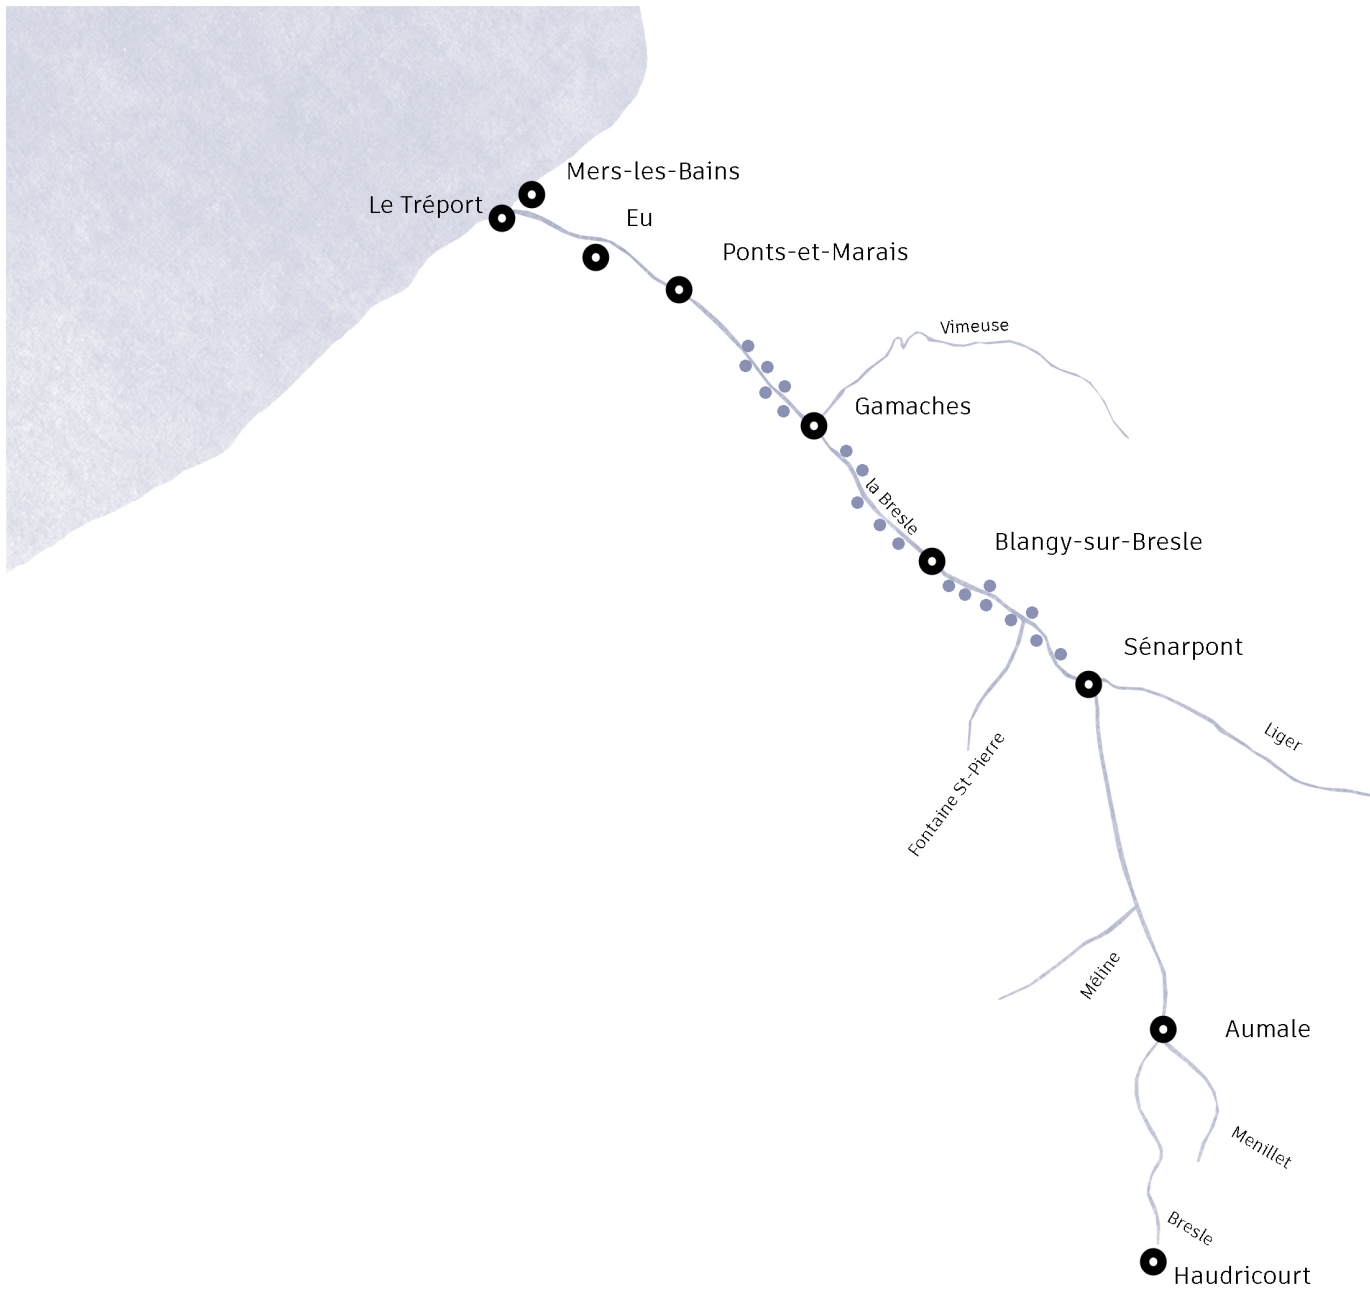 Mers-les-Bains
Le Tréport
Eu
Ponts-et-Marais
Vimeuse
Gamaches
la Bresle
Blangy-sur-Bresle
Sénarpont
Liger
Fontaine St-Pierre
Méline
Aumale
Menillet
Bresle
Haudricourt